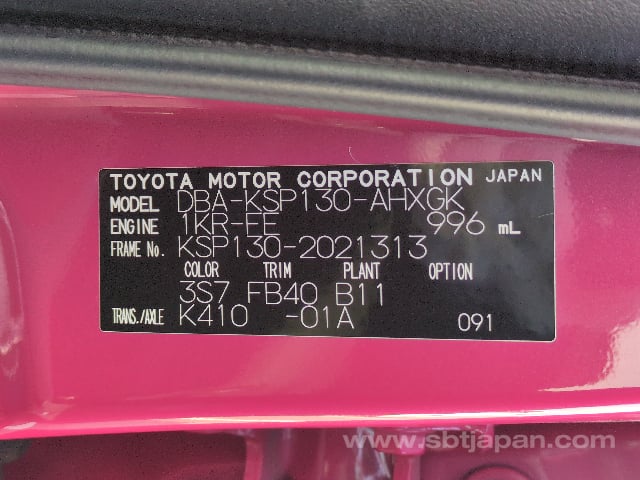 TOYOTA MOTOR CORPORATION JAPAN
MODEL DBA-KSP130-AHXGK
ENGINE 1KR-FE 996 mL
FRAME No. KSP130-2021313
COLOR TRIM PLANT OPTION
3S7 FB40 B11
TRANS./AXLE K410 -01A 091
www.sbtjapan.com